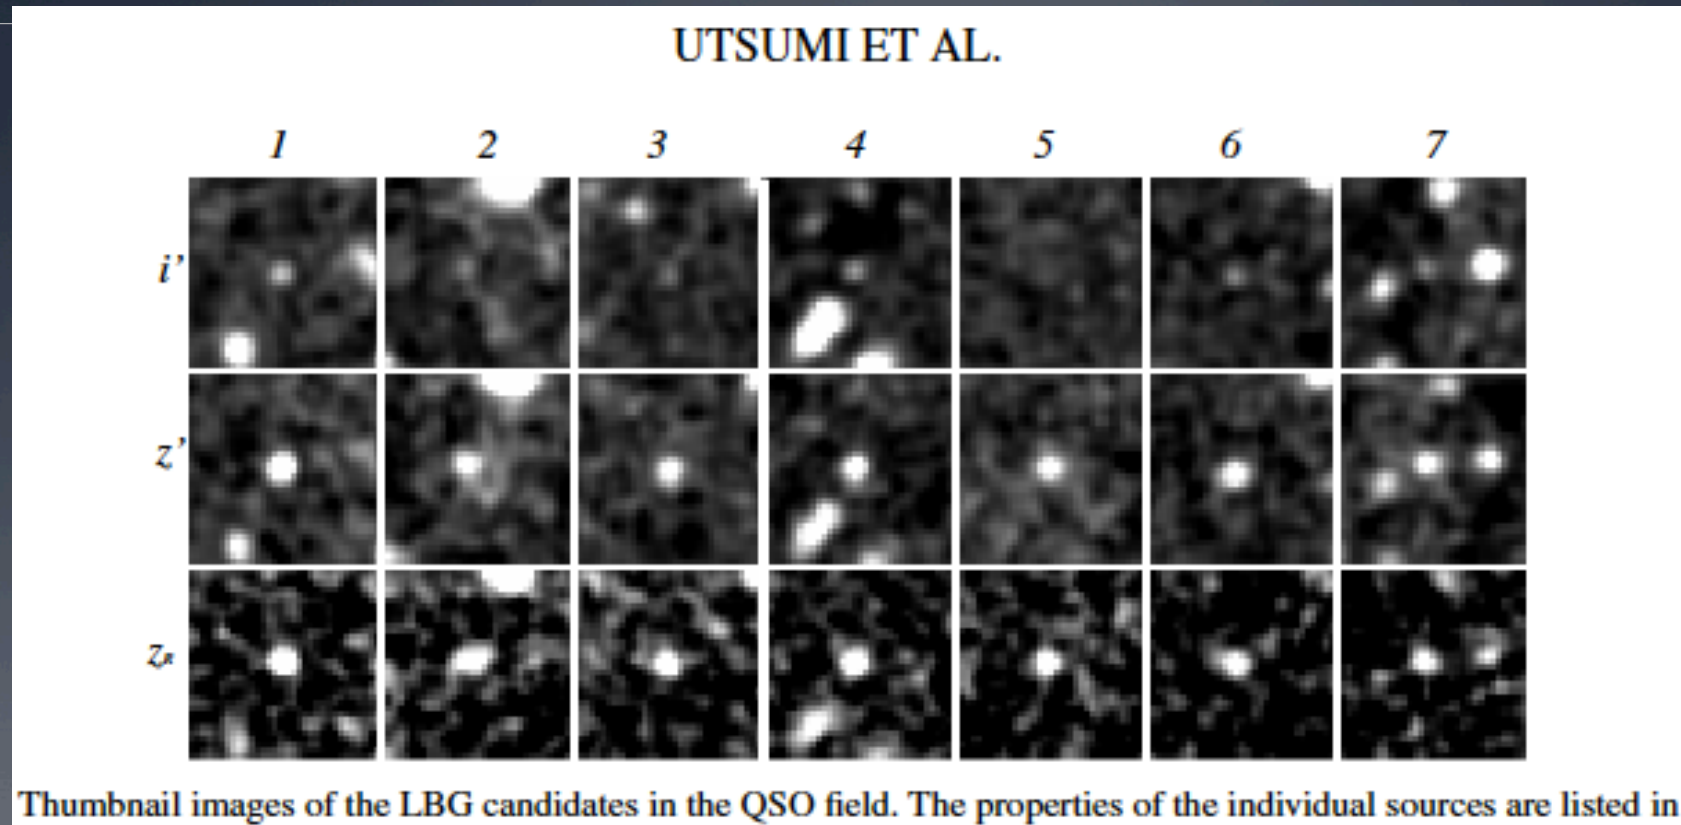 UTSUMI ET AL.
1 2 3 4 5 6 7
i’
z’
zR
Thumbnail images of the LBG candidates in the QSO field. The properties of the individual sources are listed in